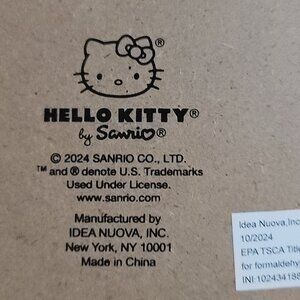 HELLO KITTY®
by Sanrio®
© 2024 SANRIO CO., LTD.
™ and ® denote U.S. Trademarks
Used Under License.
www.sanrio.com
Manufactured by
IDEA NUOVA, INC.
New York, NY 10001
Made in China
Idea Nuova,Inc
10/2024
EPA TSCA Title
for formaldehy
INI:102434188